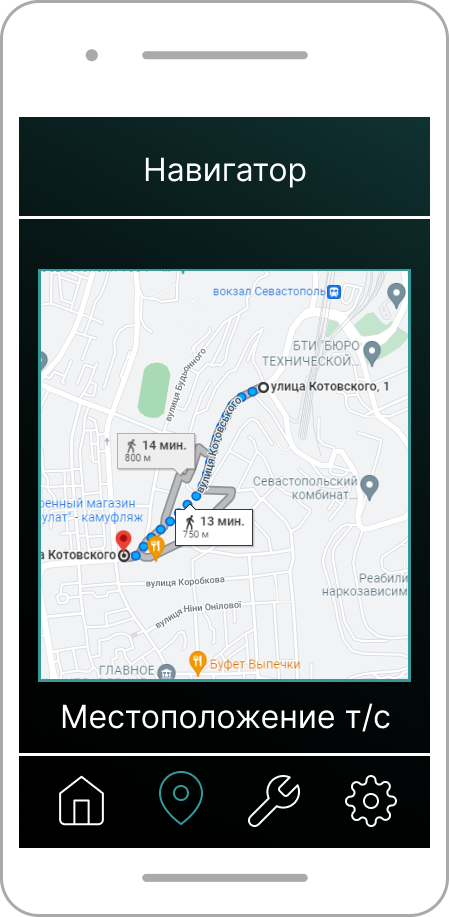 Навигатор
вокзал Севастополь
БТИ "БЮРО
ТЕХНИЧЕСКОЙ...
вулиця Будьонного
улица Котовского, 1
вулиця Котовського
14 мин.
800 м
Севастопольский
комбинат...
енный магазин
улат" - камуфляж
13 мин.
750 м
а Котовского
вулиця Коробкова
Реабили
наркозависим
вулиця Ніни Онілової
Буфет Выпечки
ГЛАВНОЕ
Местоположение т/с